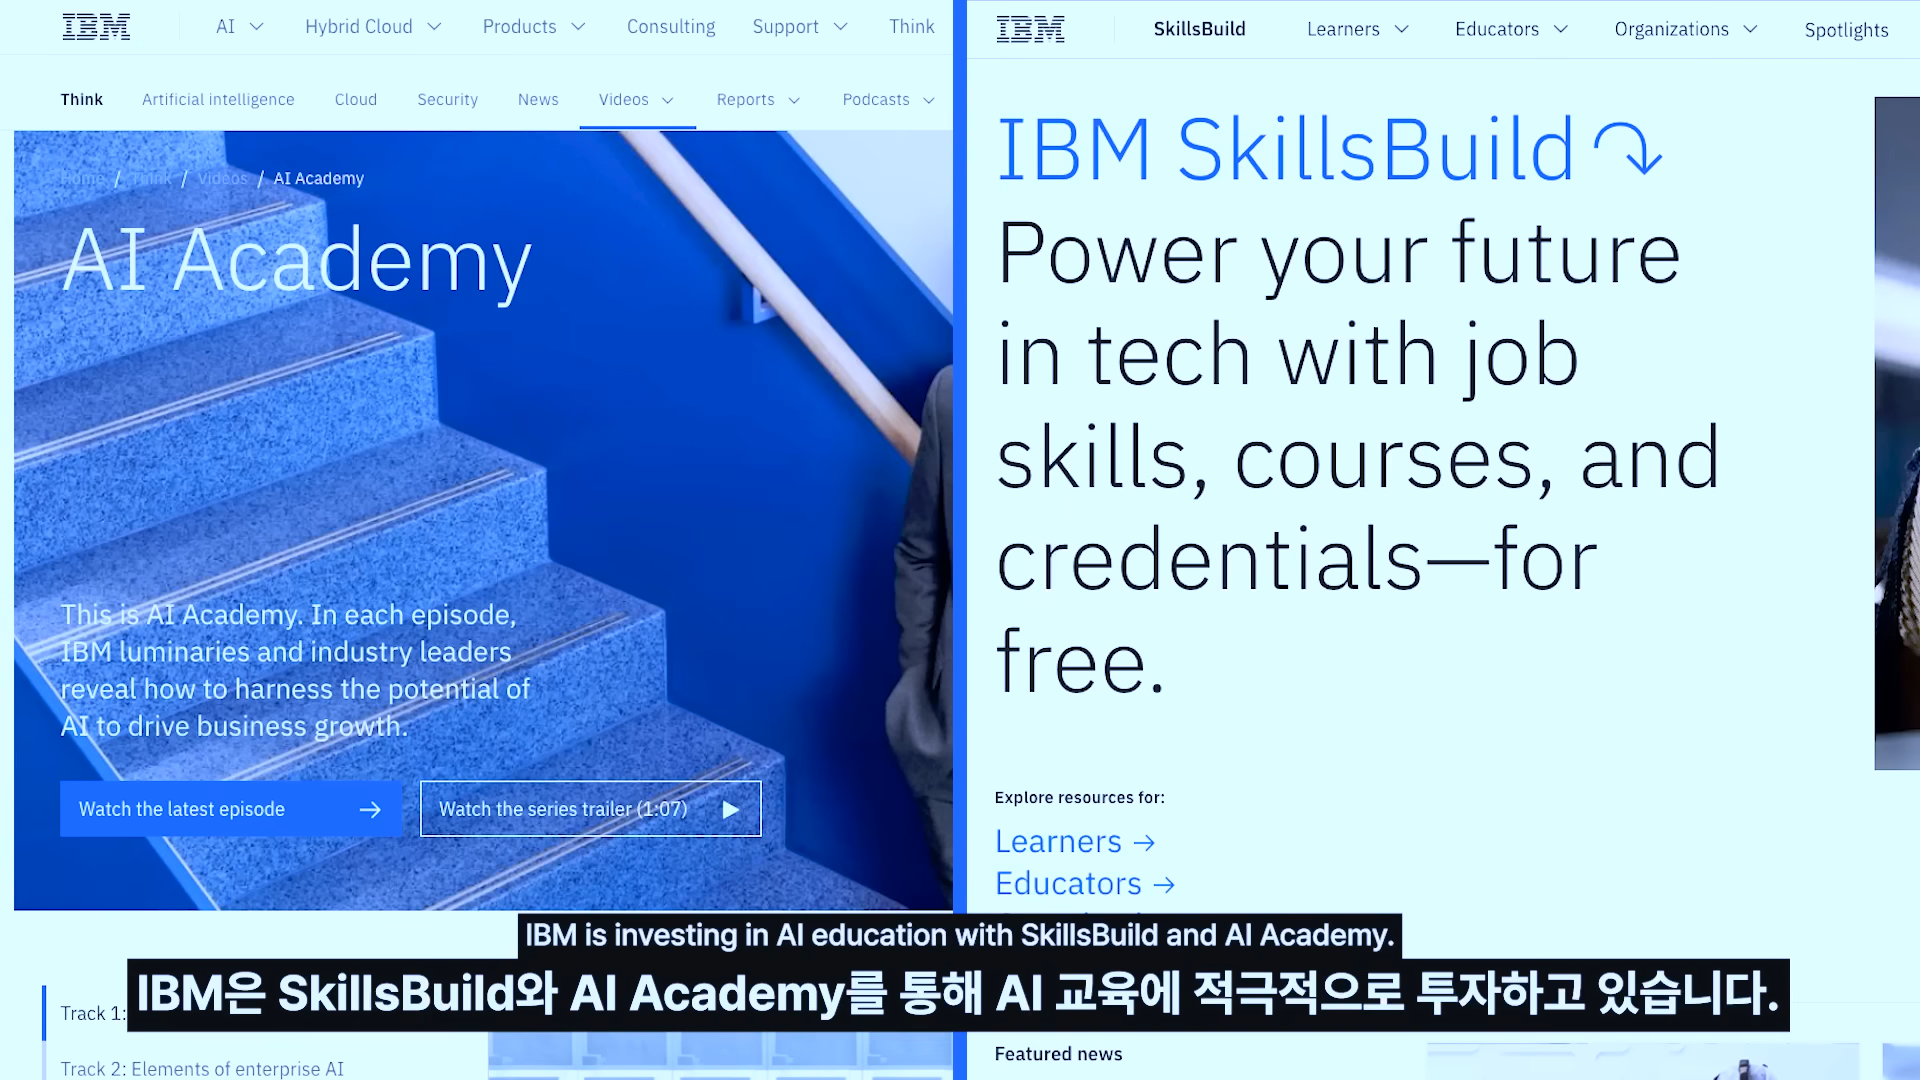 IBM
AI
Hybrid Cloud
Products
Consulting
Support
Think
Think
Artificial intelligence
Cloud
Security
News
Videos
Reports
Podcasts
Home / Think / Videos / AI Academy
AI Academy
This is AI Academy. In each episode,
IBM luminaries and industry leaders
reveal how to harness the potential of
AI to drive business growth.
Watch the latest episode
Watch the series trailer (1:07)
Track 1:
Track 2: Elements of enterprise AI
IBM
SkillsBuild
Learners
Educators
Organizations
Spotlights
IBM SkillsBuild
Power your future
in tech with job
skills, courses, and
credentials—for
free.
Explore resources for:
Learners
Educators
Featured news
IBM is investing in AI education with SkillsBuild and AI Academy.
IBM은 SkillsBuild와 AI Academy를 통해 AI 교육에 적극적으로 투자하고 있습니다.